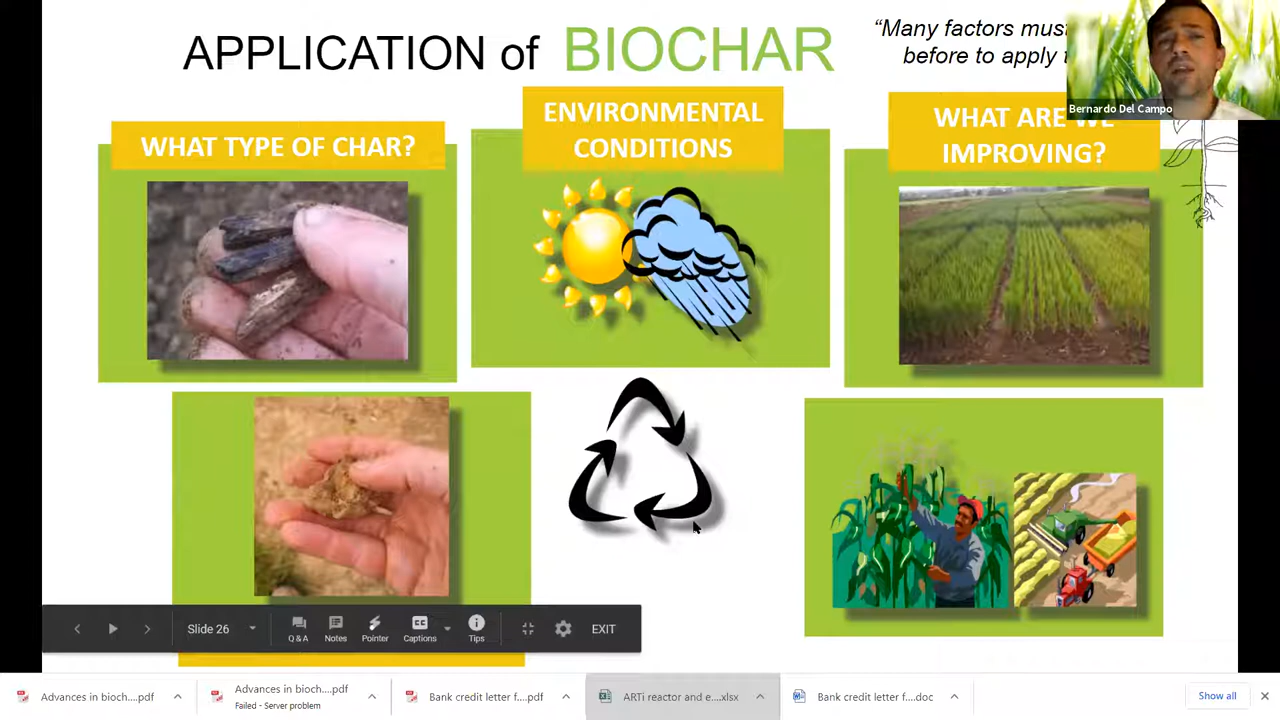 APPLICATION of BIOCHAR
“Many factors must
before to apply
Bernardo Del Campo
WHAT TYPE OF CHAR?
ENVIRONMENTAL
CONDITIONS
WHAT ARE WE
IMPROVING?
Slide 26
Q & A
Notes
Pointer
Captions
Tips
EXIT
Advances in bioch....pdf
Advances in bioch....pdf
Failed - Server problem
Bank credit letter f....pdf
ARTi reactor and e....xlsx
Bank credit letter f....doc
Show all